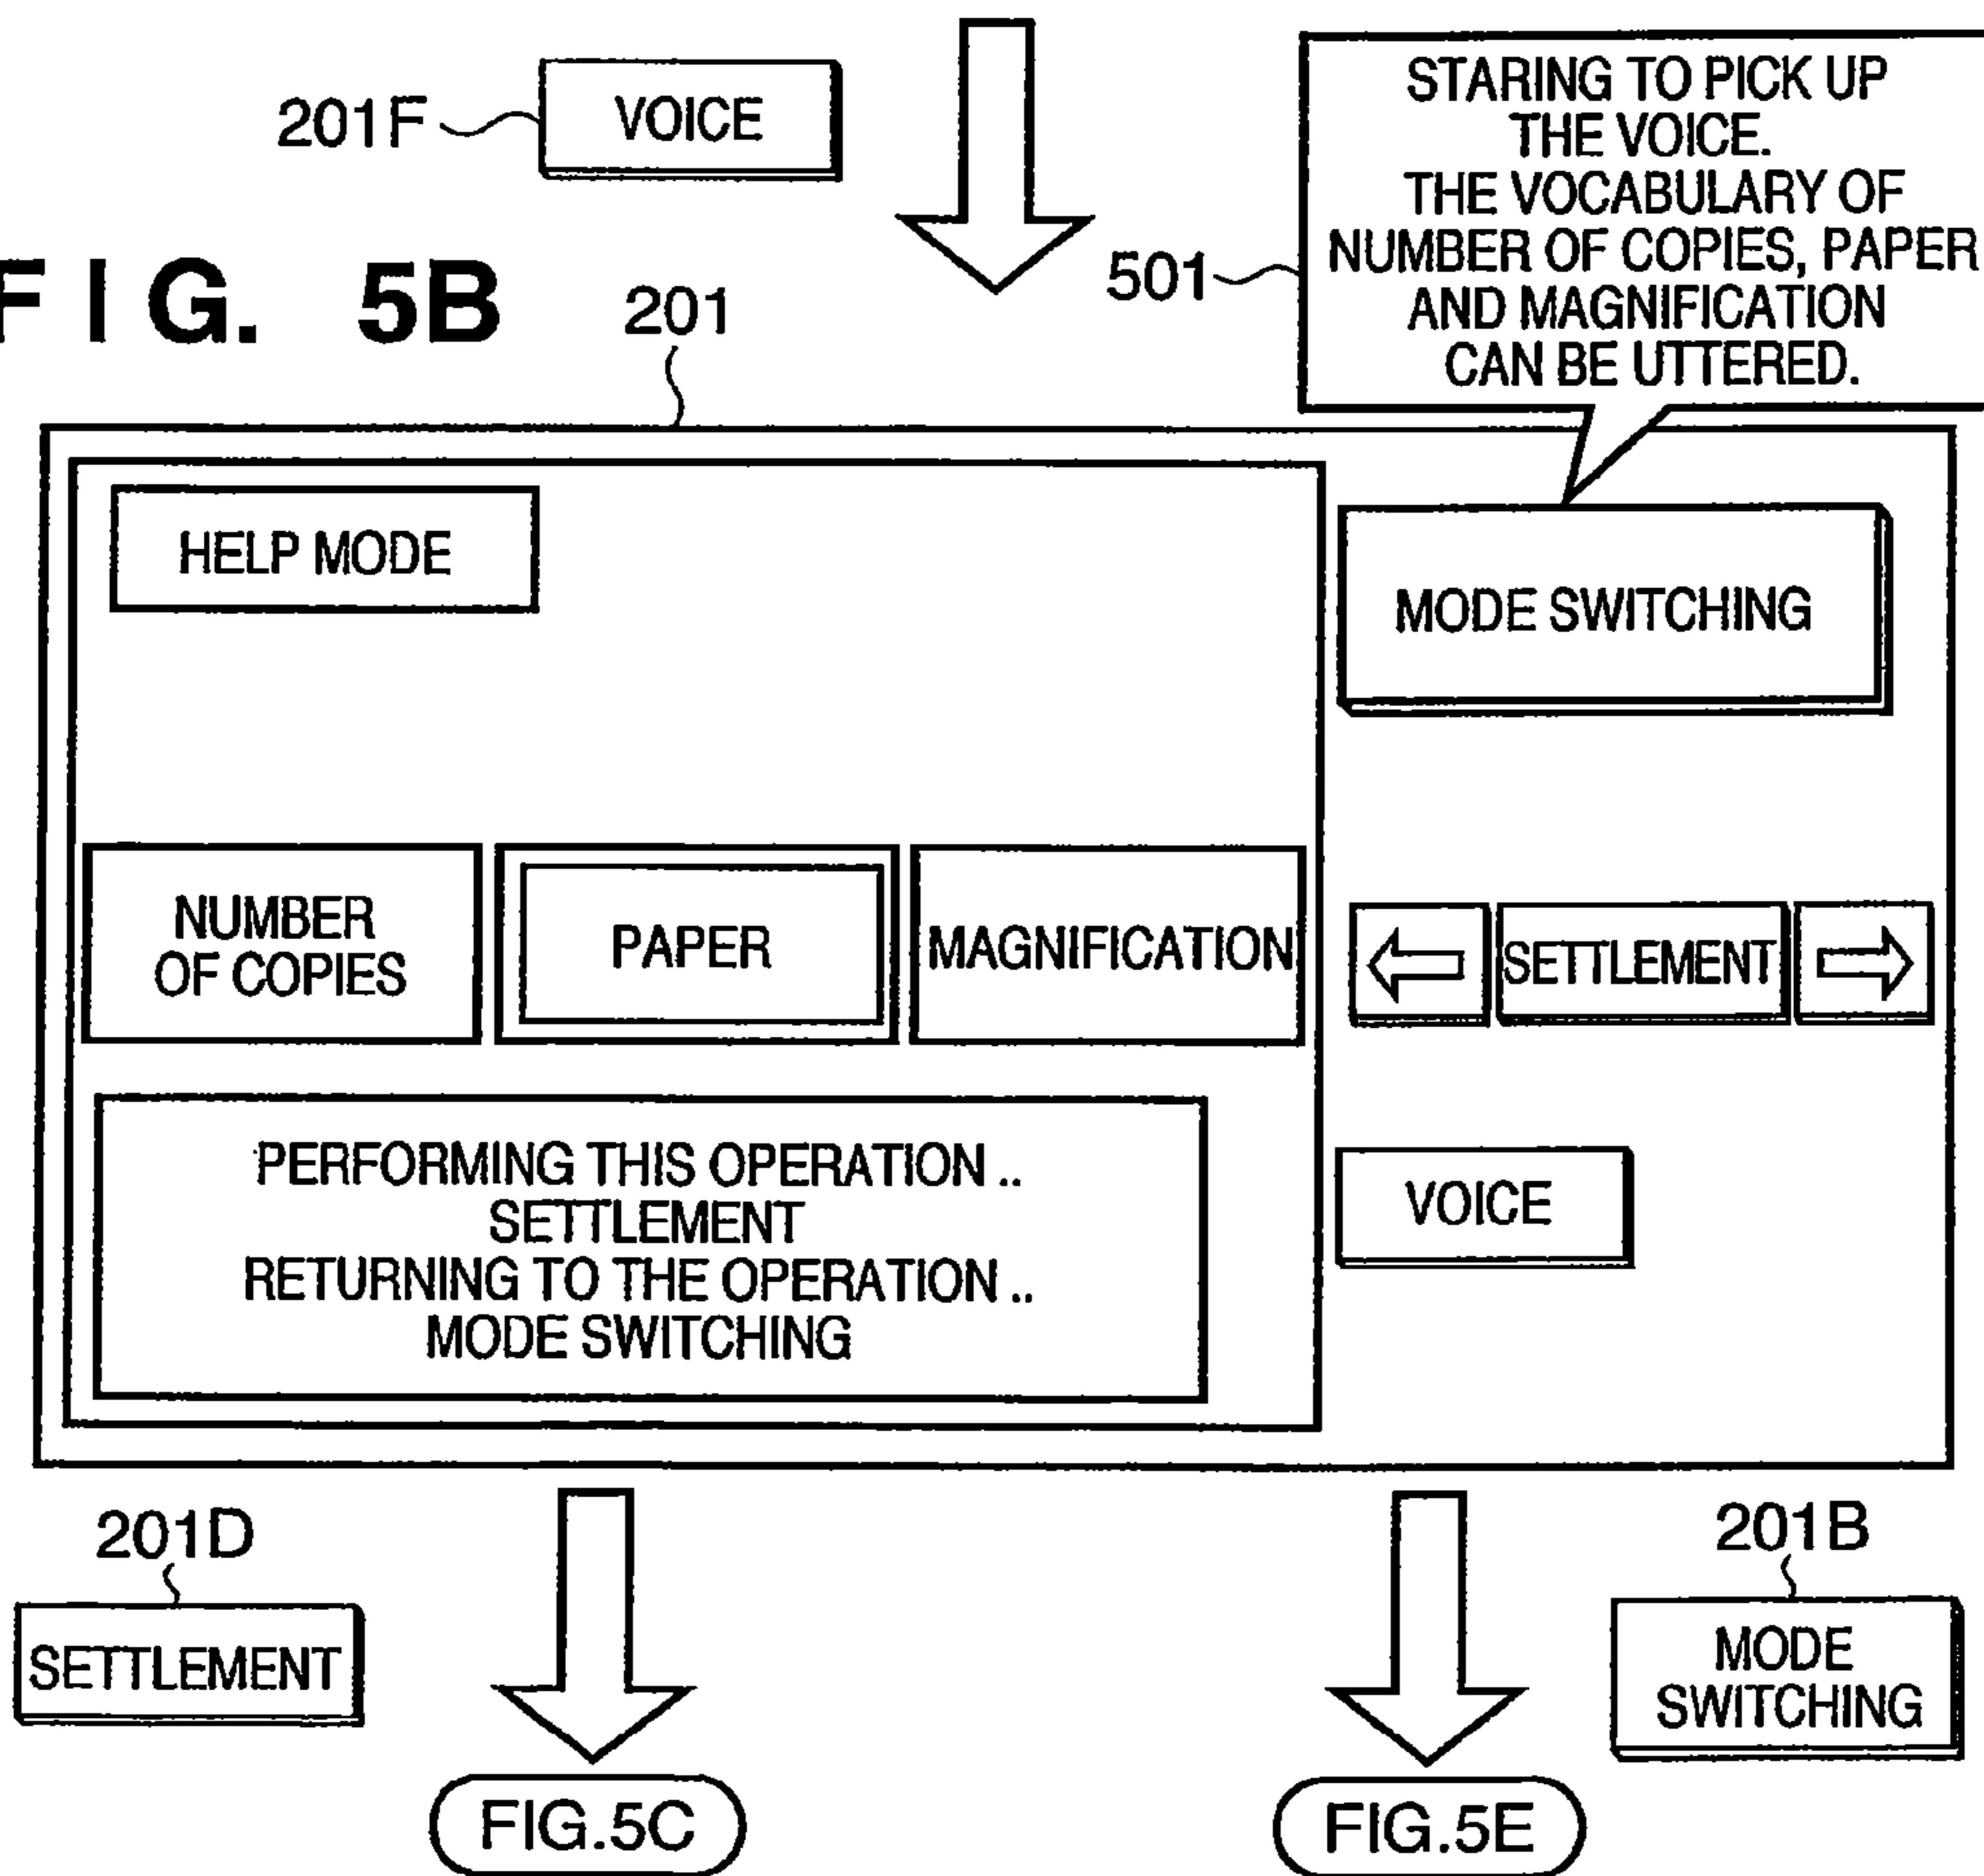 201F
VOICE
STARING TO PICK UP
THE VOICE.
THE VOCABULARY OF
NUMBER OF COPIES, PAPER
AND MAGNIFICATION
CAN BE UTTERED.
501
FIG. 5B
201
HELP MODE
MODE SWITCHING
NUMBER
OF COPIES
PAPER
MAGNIFICATION
SETTLEMENT
PERFORMING THIS OPERATION ..
SETTLEMENT
RETURNING TO THE OPERATION ..
MODE SWITCHING
VOICE
201D
SETTLEMENT
201B
MODE
SWITCHING
FIG.5C
FIG.5E